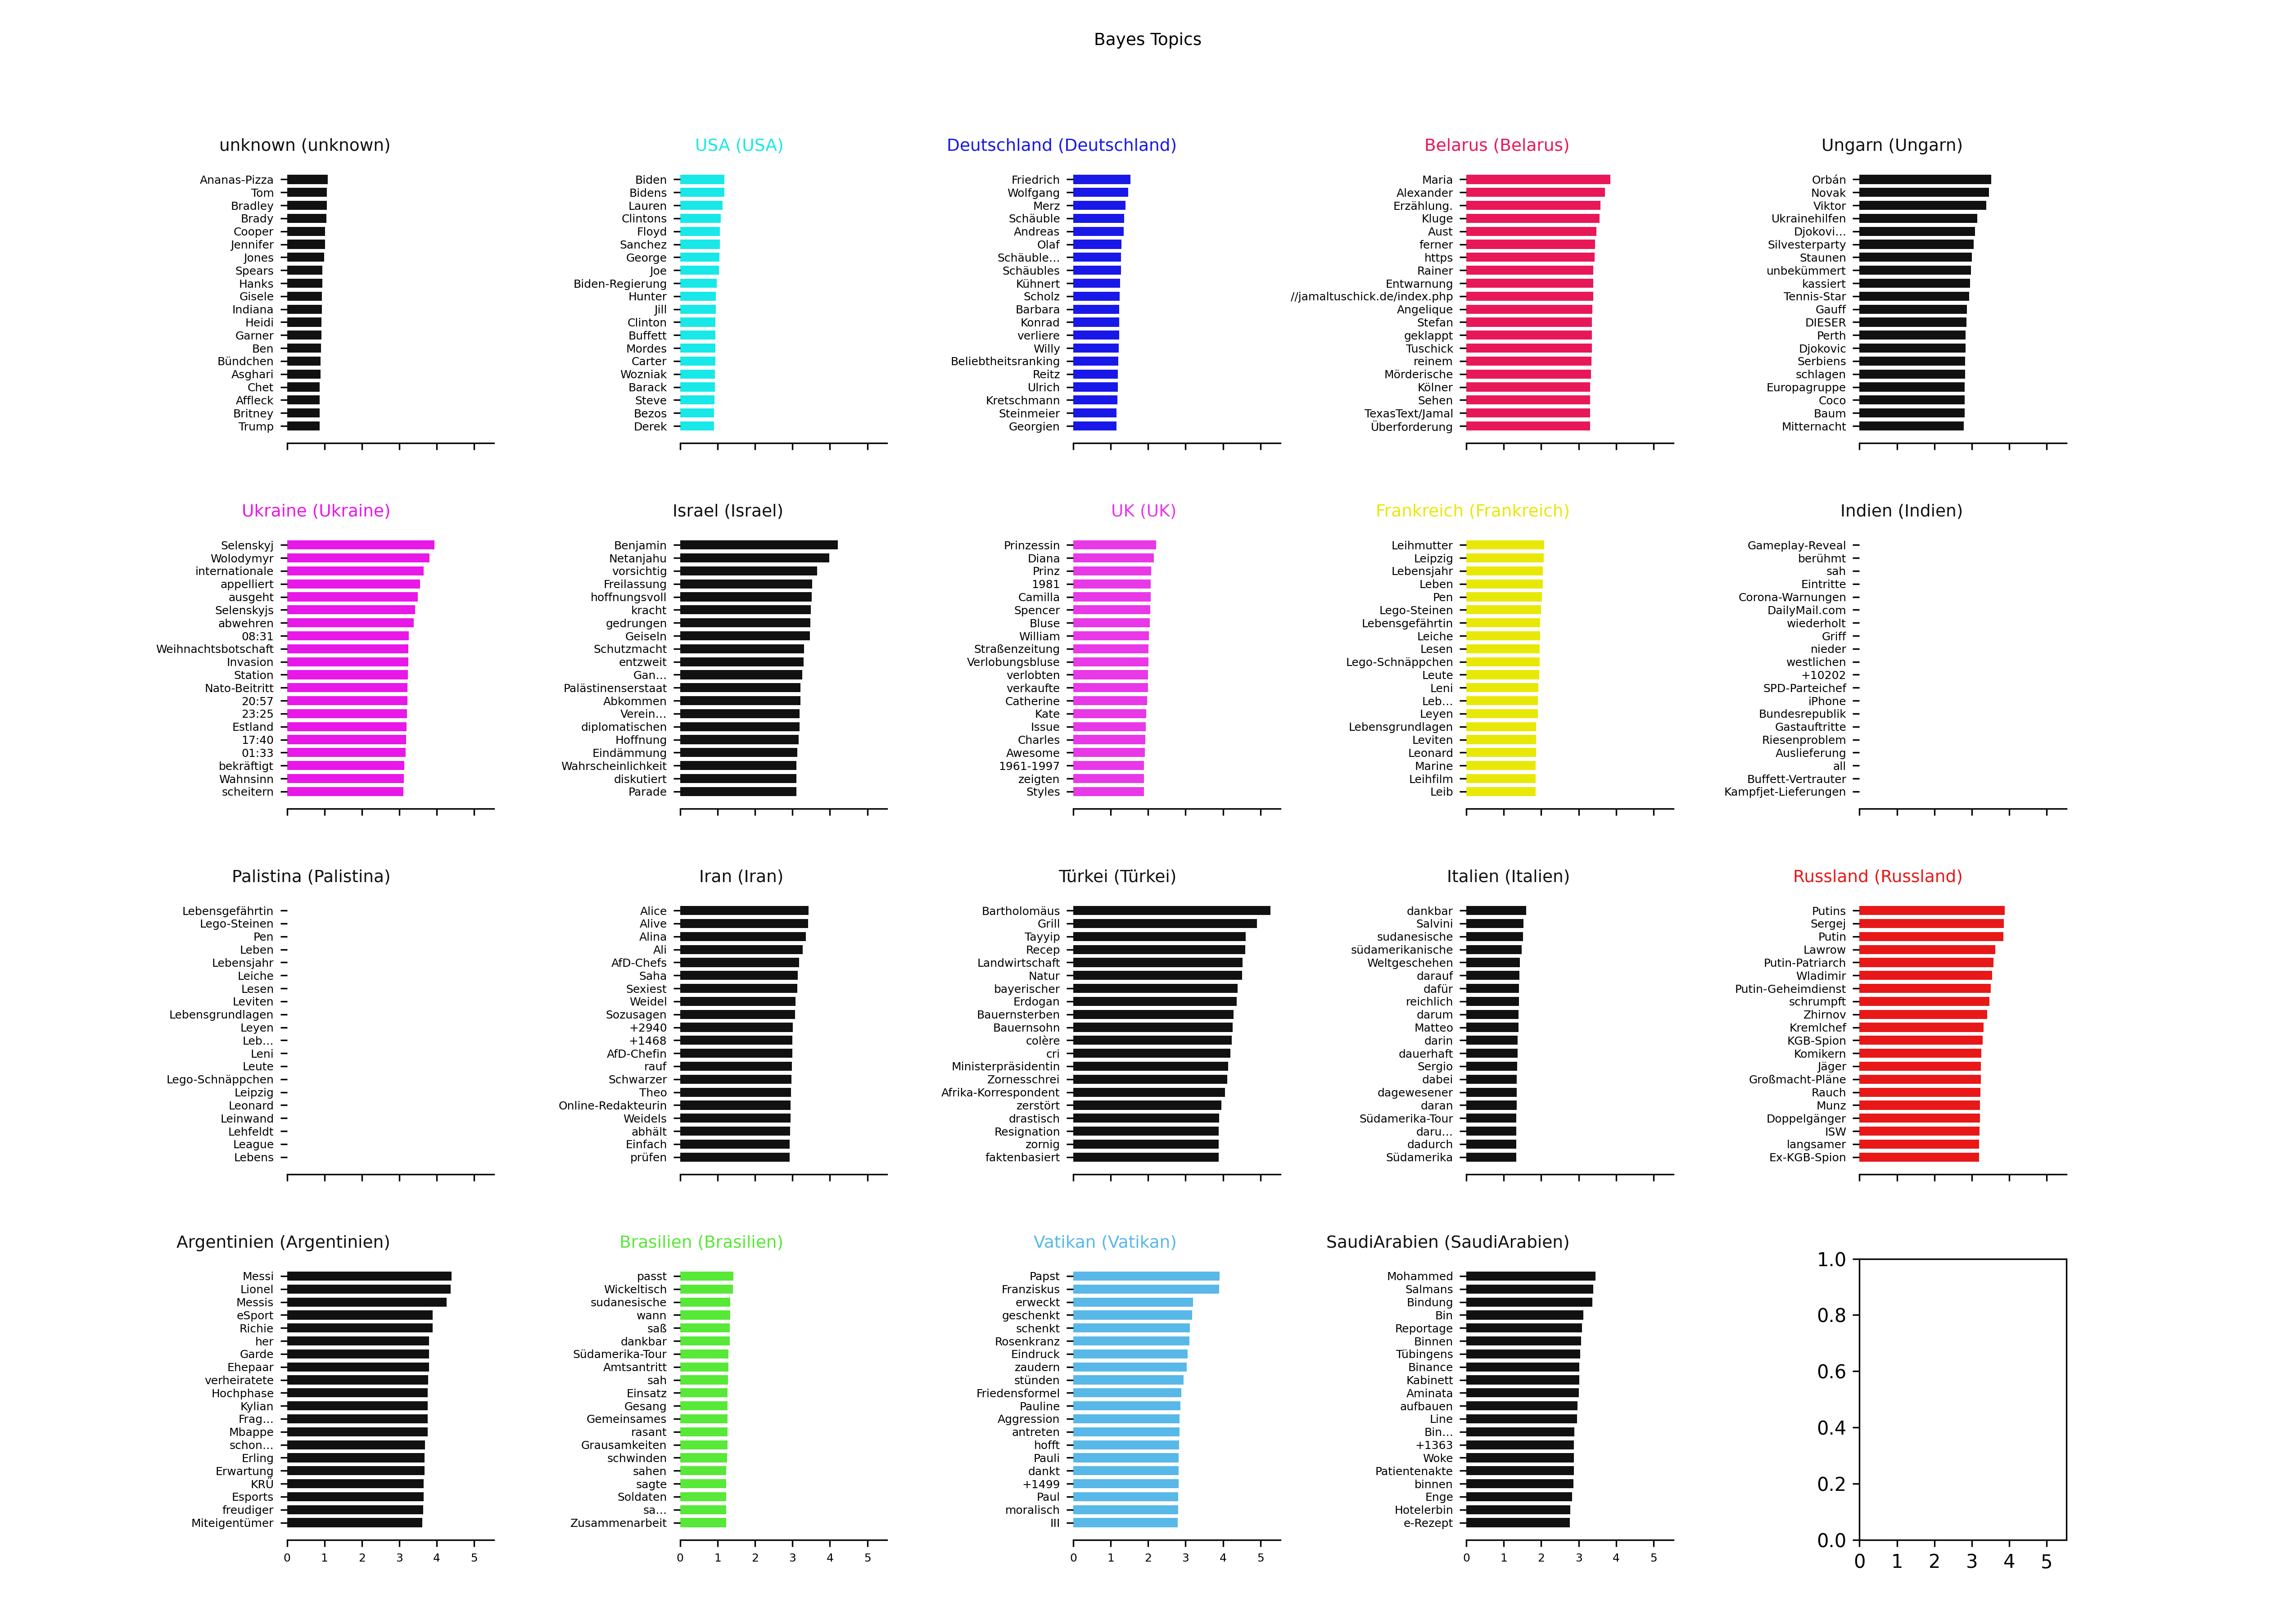 Bayes Topics
unknown (unknown)
Ananas-Pizza
Tom
Bradley
Brady
Cooper
Jennifer
Jones
Spears
Hanks
Gisele
Indiana
Heidi
Garner
Ben
Bündchen
Asghari
Chet
Affleck
Britney
Trump
USA (USA)
Biden
Bidens
Lauren
Clintons
Floyd
Sanchez
George
Joe
Biden-Regierung
Hunter
Jill
Clinton
Buffett
Mordes
Carter
Wozniak
Barack
Steve
Bezos
Derek
Deutschland (Deutschland)
Friedrich
Wolfgang
Merz
Schäuble
Andreas
Olaf
Schäuble…
Schäubles
Kühnert
Scholz
Barbara
Konrad
verliere
Willy
Beliebtheitsranking
Reitz
Ulrich
Kretschmann
Steinmeier
Georgien
Belarus (Belarus)
Maria
Alexander
Erzählung.
Kluge
Aust
ferner
https
Rainer
Entwarnung
//jamaltuschick.de/index.php
Angelique
Stefan
geklappt
Tuschick
reinem
Mörderische
Kölner
Sehen
TexasText/Jamal
Überforderung
Ungarn (Ungarn)
Orbán
Novak
Viktor
Ukrainehilfen
Djokovi…
Silvesterparty
Staunen
unbekümmert
kassiert
Tennis-Star
Gauff
DIESER
Perth
Djokovic
Serbiens
schlagen
Europagruppe
Coco
Baum
Mitternacht
Ukraine (Ukraine)
Selenskyj
Wolodymyr
internationale
appelliert
ausgeht
Selenskyjs
abwehren
08:31
Weihnachtsbotschaft
Invasion
Station
Nato-Beitritt
20:57
23:25
Estland
17:40
01:33
bekräftigt
Wahnsinn
scheitern
Israel (Israel)
Benjamin
Netanjahu
vorsichtig
Freilassung
hoffnungsvoll
kracht
gedrungen
Geiseln
Schutzmacht
entzweit
Gan…
Palästinenserstaat
Abkommen
Verein…
diplomatischen
Hoffnung
Eindämmung
Wahrscheinlichkeit
diskutiert
Parade
UK (UK)
Prinzessin
Diana
Prinz
1981
Camilla
Spencer
Bluse
William
Straßenzeitung
Verlobungsbluse
verlobten
verkaufte
Catherine
Kate
Issue
Charles
Awesome
1961-1997
zeigten
Styles
Frankreich (Frankreich)
Leihmutter
Leipzig
Lebensjahr
Leben
Pen
Lego-Steinen
Lebensgefährtin
Leiche
Lesen
Lego-Schnäppchen
Leute
Leni
Leb…
Leyen
Lebensgrundlagen
Leviten
Leonard
Marine
Leihfilm
Leib
Indien (Indien)
Gameplay-Reveal
berühmt
sah
Eintritte
Corona-Warnungen
DailyMail.com
wiederholt
Griff
nieder
westlichen
+10202
SPD-Parteichef
iPhone
Bundesrepublik
Gastauftritte
Riesenproblem
Auslieferung
all
Buffett-Vertrauter
Kampfjet-Lieferungen
Palistina (Palistina)
Lebensgefährtin
Lego-Steinen
Pen
Leben
Lebensjahr
Leiche
Lesen
Leviten
Lebensgrundlagen
Leyen
Leb…
Leni
Leute
Lego-Schnäppchen
Leipzig
Leonard
Leinwand
Lehfeldt
League
Lebens
Iran (Iran)
Alice
Alive
Alina
Ali
AfD-Chefs
Saha
Sexiest
Weidel
Sozusagen
+2940
+1468
AfD-Chefin
rauf
Schwarzer
Theo
Online-Redakteurin
Weidels
abhält
Einfach
prüfen
Türkei (Türkei)
Bartholomäus
Grill
Tayyip
Recep
Landwirtschaft
Natur
bayerischer
Erdogan
Bauernsterben
Bauernsohn
colère
cri
Ministerpräsidentin
Zornesschrei
Afrika-Korrespondent
zerstört
drastisch
Resignation
zornig
faktenbasiert
Italien (Italien)
dankbar
Salvini
sudanesische
südamerikanische
Weltgeschehen
darauf
dafür
reichlich
darum
Matteo
darin
dauerhaft
Sergio
dabei
dagewesener
daran
Südamerika-Tour
daru…
dadurch
Südamerika
Russland (Russland)
Putins
Sergej
Putin
Lawrow
Putin-Patriarch
Wladimir
Putin-Geheimdienst
schrumpft
Zhirnov
Kremlchef
KGB-Spion
Komikern
Jäger
Großmacht-Pläne
Rauch
Munz
Doppelgänger
ISW
langsamer
Ex-KGB-Spion
Argentinien (Argentinien)
Messi
Lionel
Messis
eSport
Richie
her
Garde
Ehepaar
verheiratete
Hochphase
Kylian
Frag…
Mbappe
schon…
Erling
Erwartung
KRÜ
Esports
freudiger
Miteigentümer
0 1 2 3 4 5
Brasilien (Brasilien)
passt
Wickeltisch
sudanesische
wann
saß
dankbar
Südamerika-Tour
Amtsantritt
sah
Einsatz
Gesang
Gemeinsames
rasant
Grausamkeiten
schwinden
sahen
sagte
Soldaten
sa…
Zusammenarbeit
0 1 2 3 4 5
Vatikan (Vatikan)
Papst
Franziskus
erweckt
geschenkt
schenkt
Rosenkranz
Eindruck
zaudern
stünden
Friedensformel
Pauline
Aggression
antreten
hofft
Pauli
dankt
+1499
Paul
moralisch
III
0 1 2 3 4 5
SaudiArabien (SaudiArabien)
Mohammed
Salmans
Bindung
Bin
Reportage
Binnen
Tübingens
Binance
Kabinett
Aminata
aufbauen
Line
Bin…
+1363
Woke
Patientenakte
binnen
Enge
Hotelerbin
e-Rezept
0 1 2 3 4 5
1.0
0.8
0.6
0.4
0.2
0.0
0 1 2 3 4 5